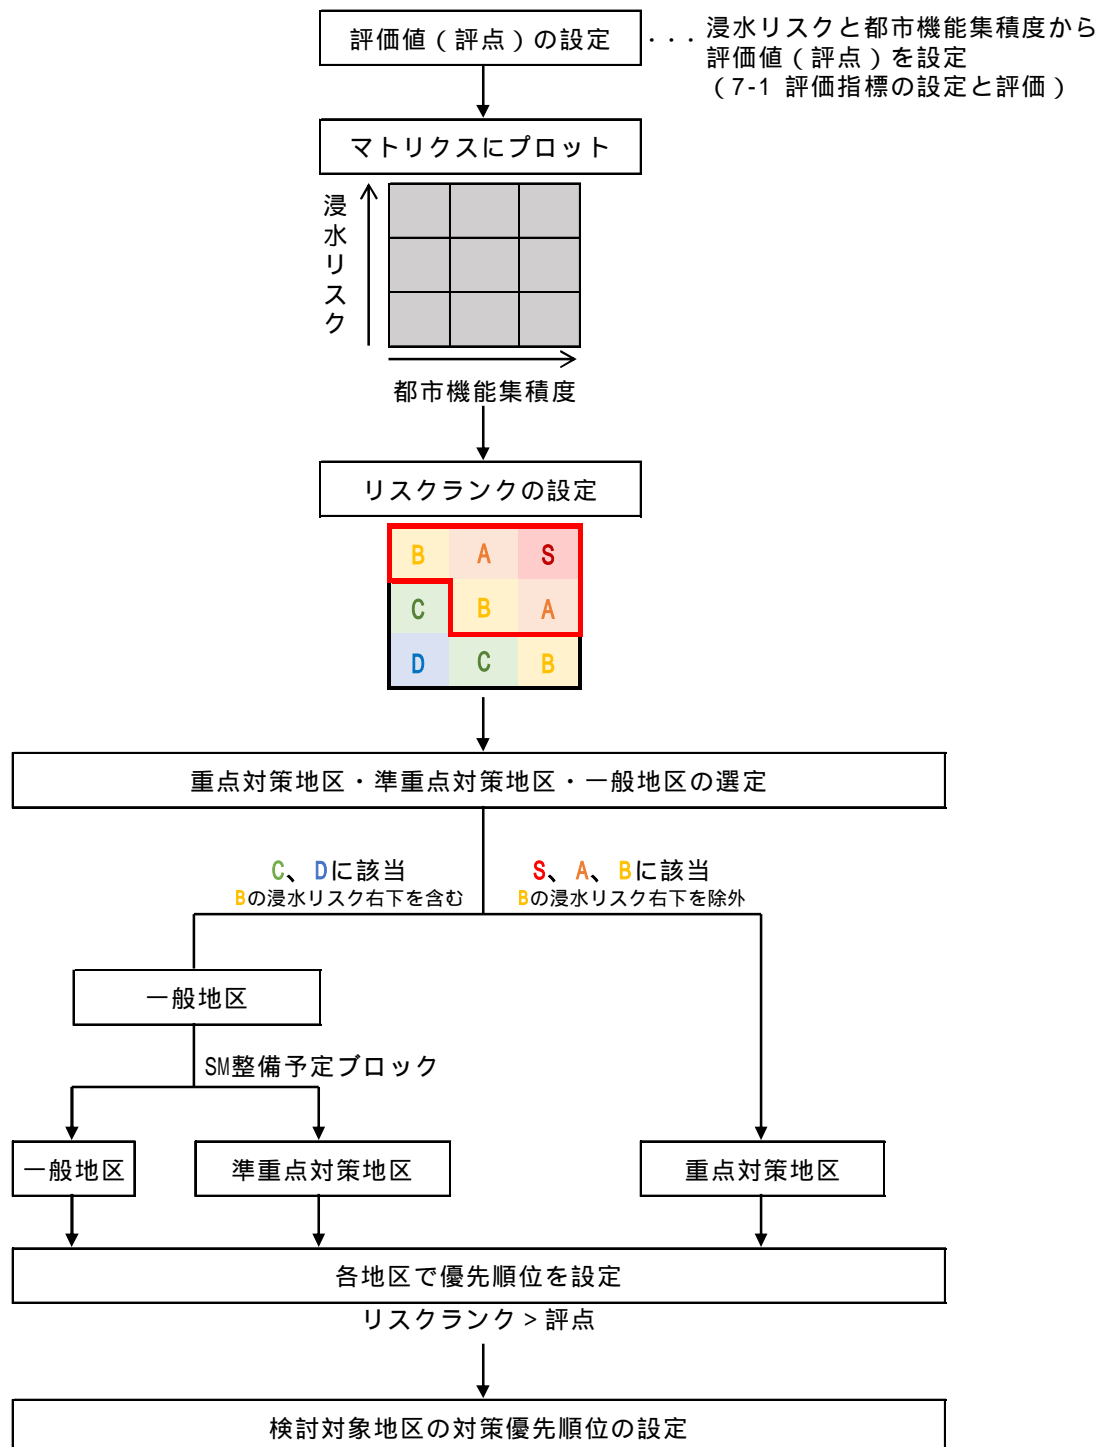 評価値（評点）の設定
・・・浸水リスクと都市機能集積度から
評価値（評点）を設定
（7-1 評価指標の設定と評価）
マトリクスにプロット
浸水リスク
都市機能集積度
リスクランクの設定
B A S
C B A
D C B
重点対策地区・準重点対策地区・一般地区の選定
C、Dに該当
Bの浸水リスク右下を含む
S、A、Bに該当
Bの浸水リスク右下を除外
一般地区
SM整備予定ブロック
一般地区
準重点対策地区
重点対策地区
各地区で優先順位を設定
リスクランク＞評点
検討対象地区の対策優先順位の設定